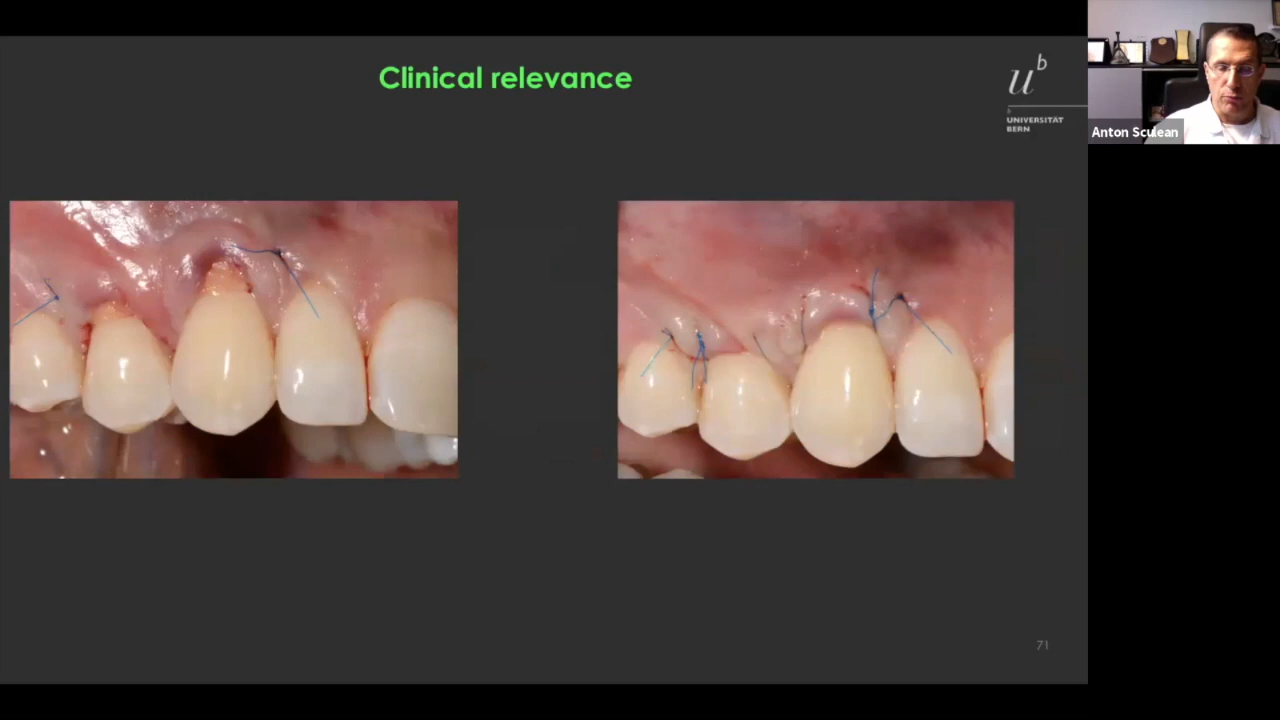 Clinical relevance
u b
b
UNIVERSITÄT
BERN
Anton Sculean
71